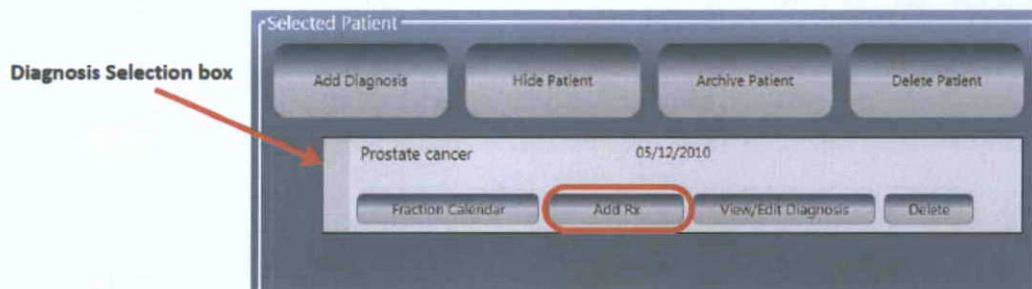 Selected Patient
Diagnosis Selection box
Add Diagnosis Hide Patient Archive Patient Delete Patient
Prostate cancer 05/12/2010
Fraction Calendar Add Rx View/Edit Diagnosis Delete